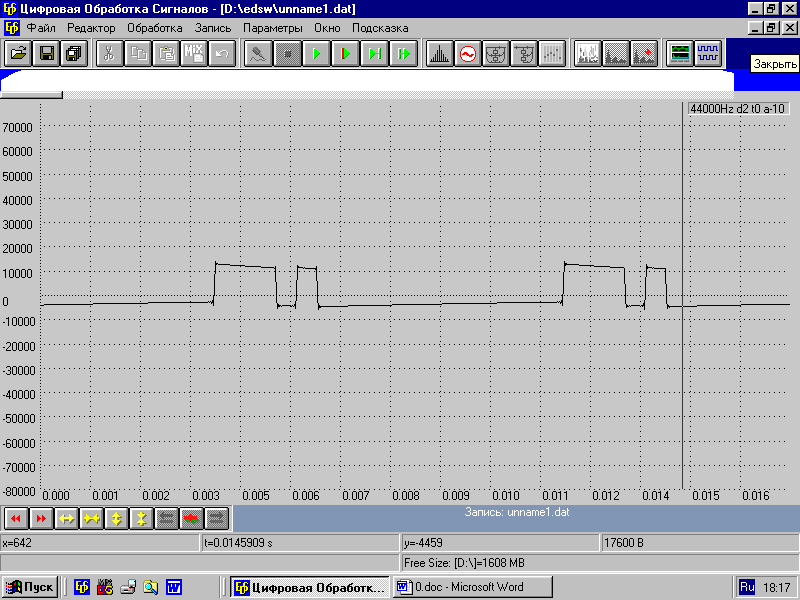 Цифровая Обработка Сигналов - [D:\edsw\unname1.dat]
Файл Редактор Обработка Запись Параметры Окно Подсказка
MiX
Закрыть
44000Hz d2 t0 a-10
70000
60000
50000
40000
30000
20000
10000
0
-10000
-20000
-30000
-40000
-50000
-60000
-70000
-80000
0.000 0.001 0.002 0.003 0.005 0.006 0.007 0.008 0.009 0.010 0.011 0.012 0.014 0.015 0.016
Запись: unname1.dat
x=642 t=0.0145909 s y=-4459 17600 B
Free Size: [D:\]=1608 MB
Пуск Цифровая Обработк... 0.doc - Microsoft Word Ru 18:17